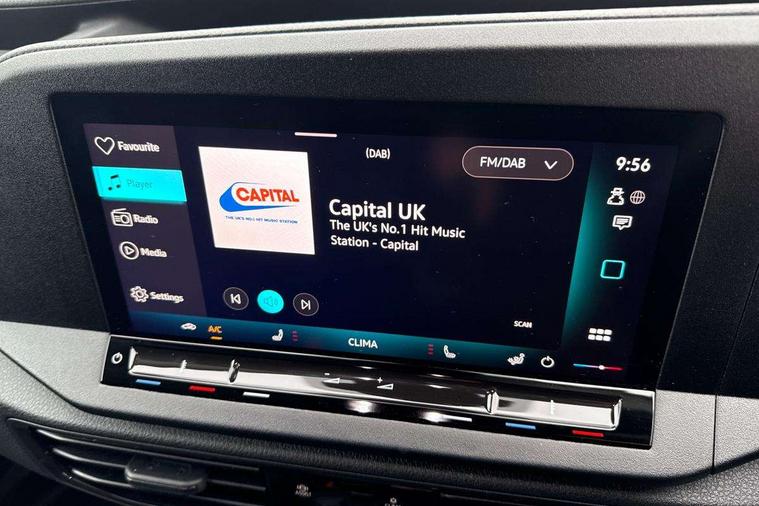 Favourite
Player
Radio
Media
Settings
CAPITAL
THE UK'S NO.1 HIT MUSIC STATION
(DAB)
FM/DAB
9:56
Capital UK
The UK's No.1 Hit Music
Station - Capital
SCAN
A/C
CLIMA